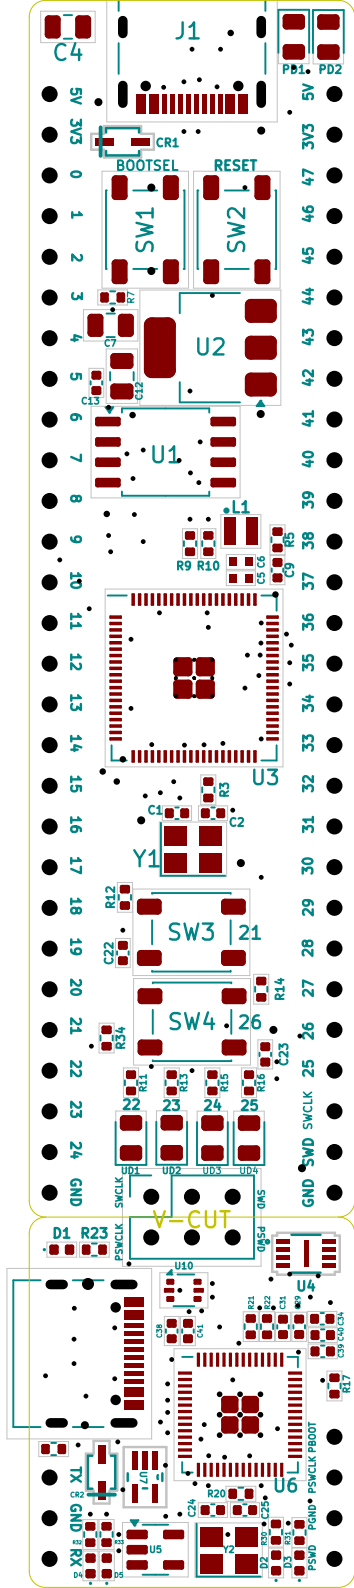 J1
C4
PD1 PD2
5V 5V
3V3 3V3
CR1
BOOTSEL RESET
0 47
1 SW1 SW2 46
2 45
3 R7 44
4 C7 U2 43
5 C13 C12 42
6 41
7 U1 40
8 39
L1
9 R9 R10 R5 38
C6
10 C5 C9 37
11 36
12 35
13 34
14 33
U3
15 R3 32
16 C1 C2 31
17 Y1 30
18 R12 29
SW3 21
19 C22 28
20 R14 27
21 R34 SW4 26 26
22 C23 25
R11 R13 R15 R16
23 22 23 24 25 SWCLK
24 SWD
UD1 UD2 UD3 UD4
GND SWCLK SWD GND
V-CUT
PSWCLK PSWD
D1 R23
U10 U4
R21 R22 C31 R29 C34
C38 C41 C40
C39
R17
PBOOT
TX U7 PSWCLK
CR2 U6
R20
GND C24 C25 PGND
R32 R33 R30 R31
RX U5 Y2 D2 D3 PSWD
D4 D5